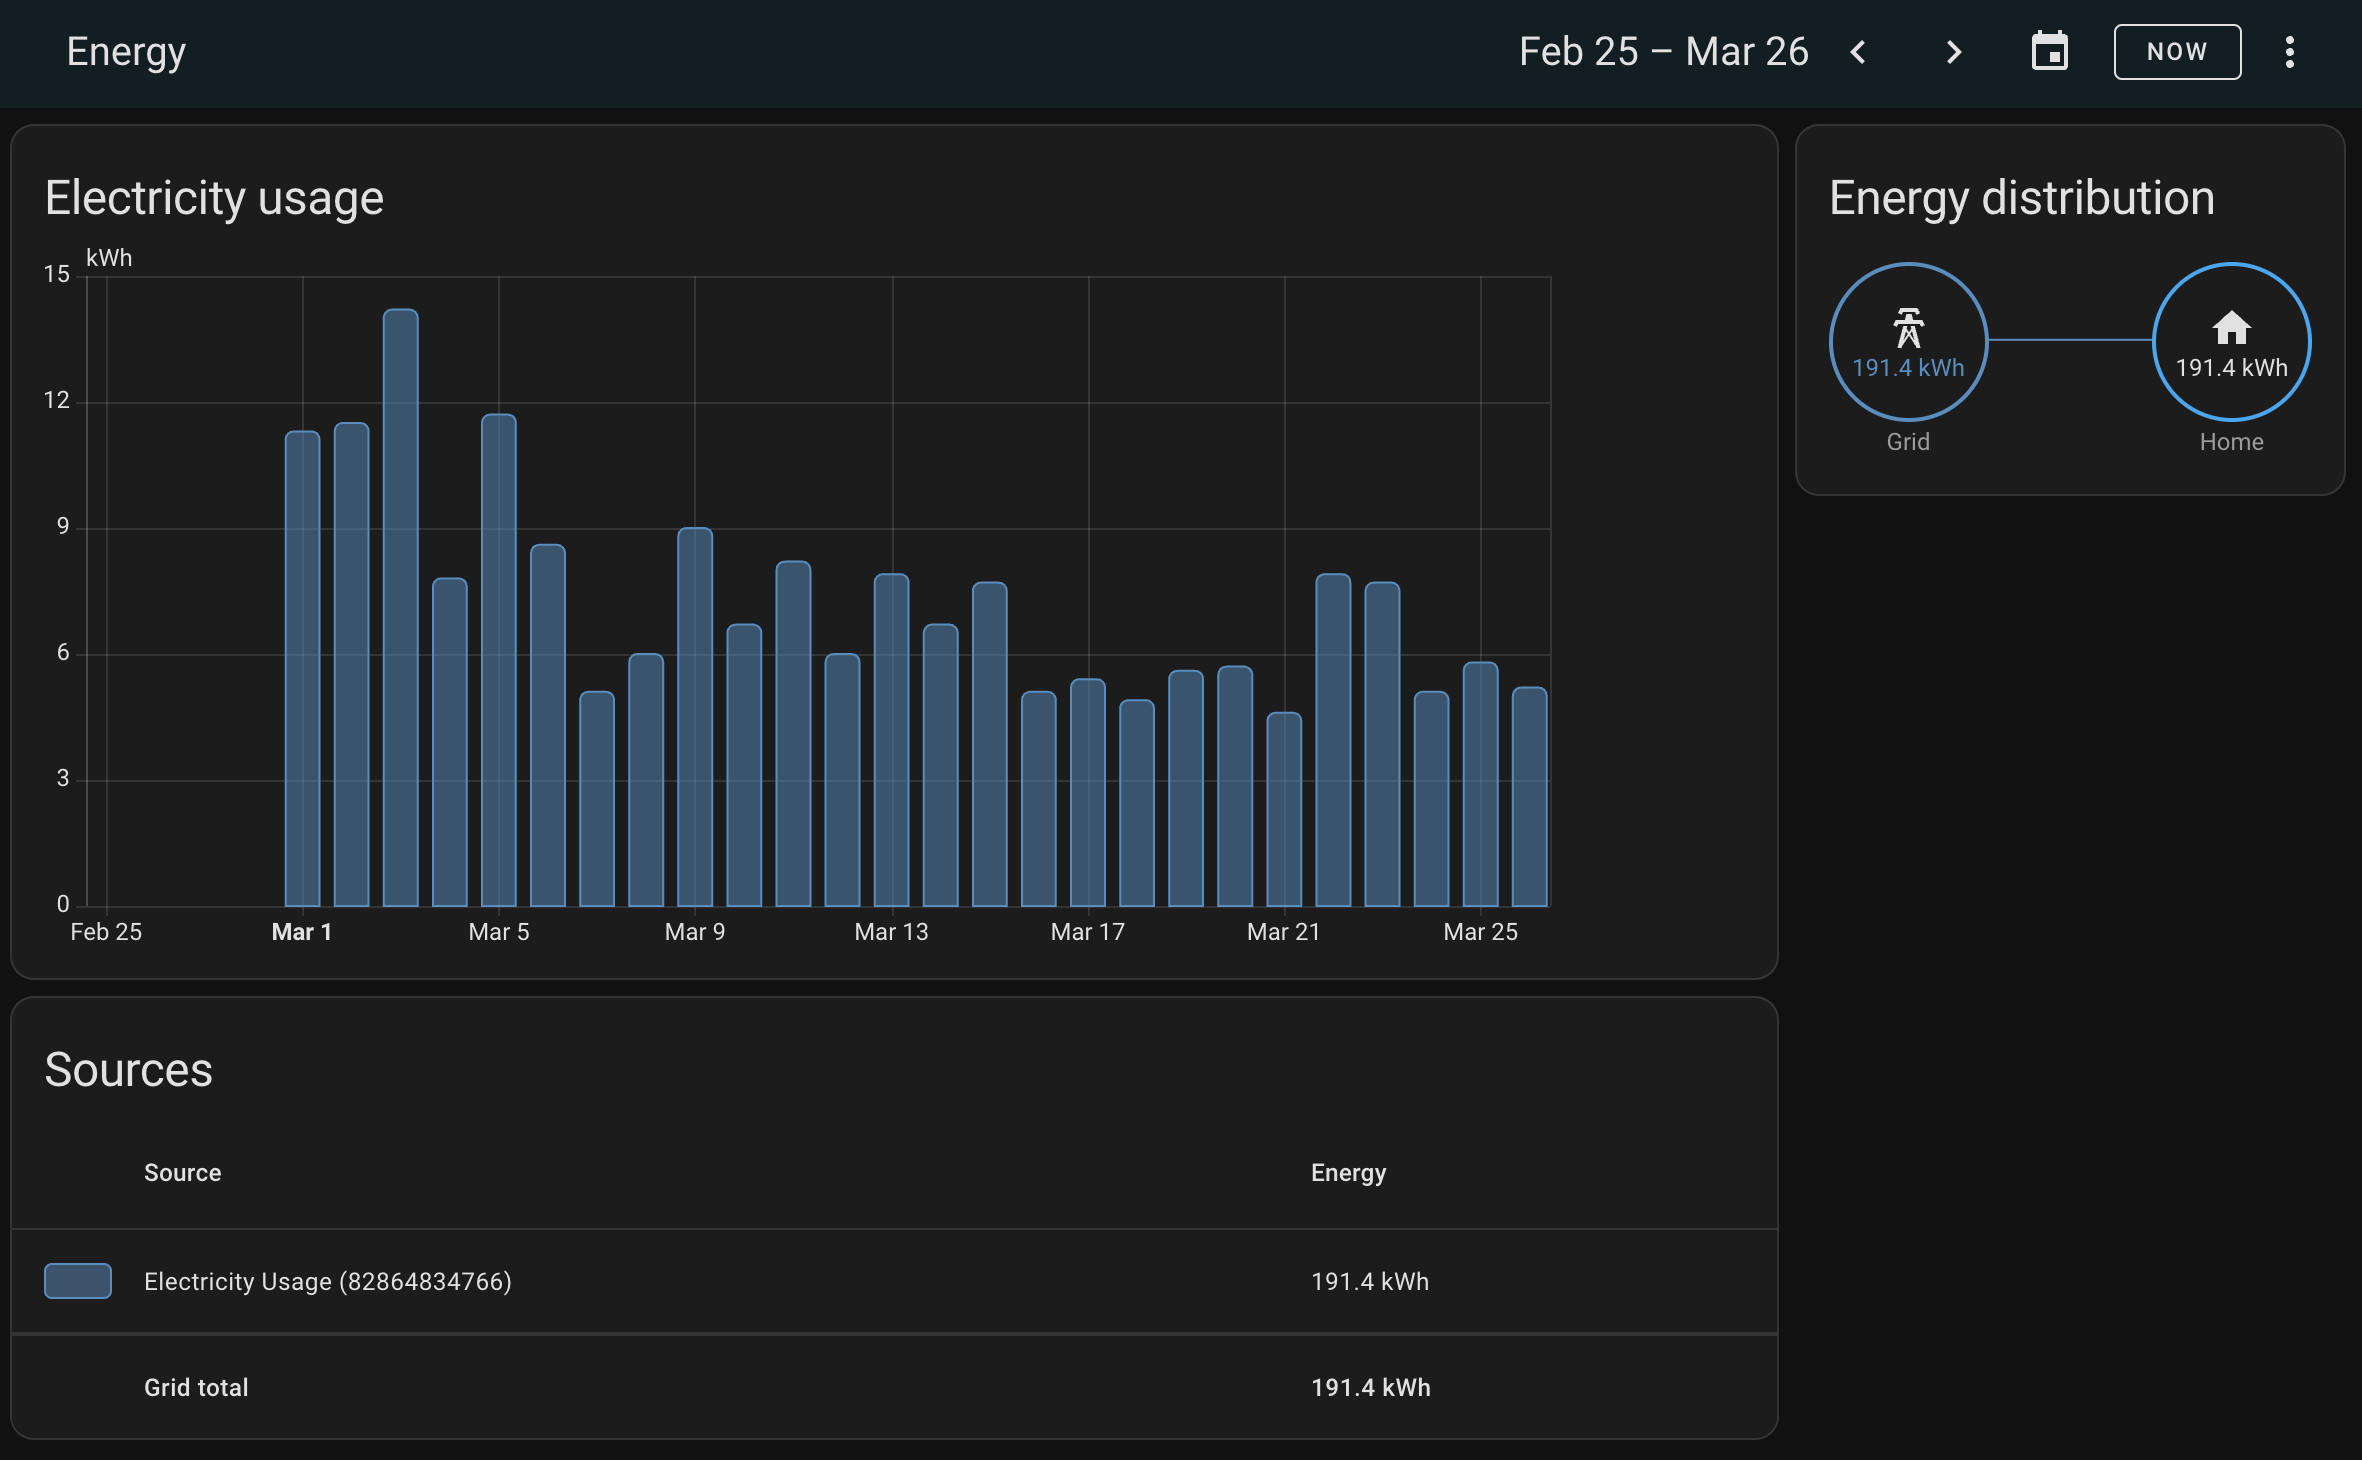 Energy
Feb 25 – Mar 26
NOW
Electricity usage
kWh
15
12
9
6
3
0
Feb 25 Mar 1 Mar 5 Mar 9 Mar 13 Mar 17 Mar 21 Mar 25
Energy distribution
191.4 kWh 191.4 kWh
Grid Home
Sources
Source Energy
Electricity Usage (82864834766) 191.4 kWh
Grid total 191.4 kWh